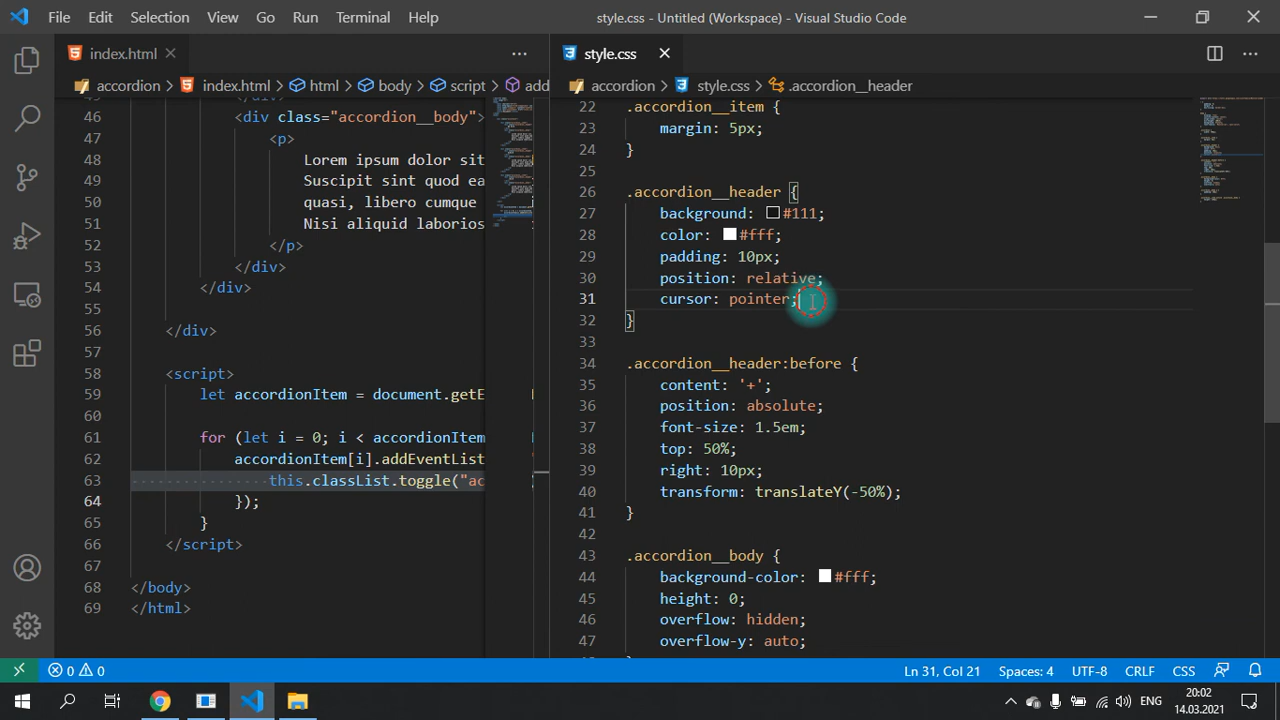 File Edit Selection View Go Run Terminal Help
style.css - Untitled (Workspace) - Visual Studio Code
index.html
accordion index.html html body script
46 <div class="accordion__body">
47 <p>
48 Lorem ipsum dolor sit
49 Suscipit sint quod ea
50 quasi, libero cumque
51 Nisi aliquid laborios
52 </p>
53 </div>
54 </div>
55
56 </div>
57
58 <script>
59 let accordionItem = document.getE
60
61 for (let i = 0; i < accordionItem
62 accordionItem[i].addEventList
63 this.classList.toggle("ac
64 });
65 }
66 </script>
67
68 </body>
69 </html>
style.css
accordion style.css .accordion__header
22 .accordion__item {
23 margin: 5px;
24 }
25
26 .accordion__header {
27 background: #111;
28 color: #fff;
29 padding: 10px;
30 position: relative;
31 cursor: pointer;
32 }
33
34 .accordion__header:before {
35 content: '+';
36 position: absolute;
37 font-size: 1.5em;
38 top: 50%;
39 right: 10px;
40 transform: translateY(-50%);
41 }
42
43 .accordion__body {
44 background-color: #fff;
45 height: 0;
46 overflow: hidden;
47 overflow-y: auto;
0 0
Ln 31, Col 21 Spaces: 4 UTF-8 CRLF CSS
ENG
20:02
14.03.2021